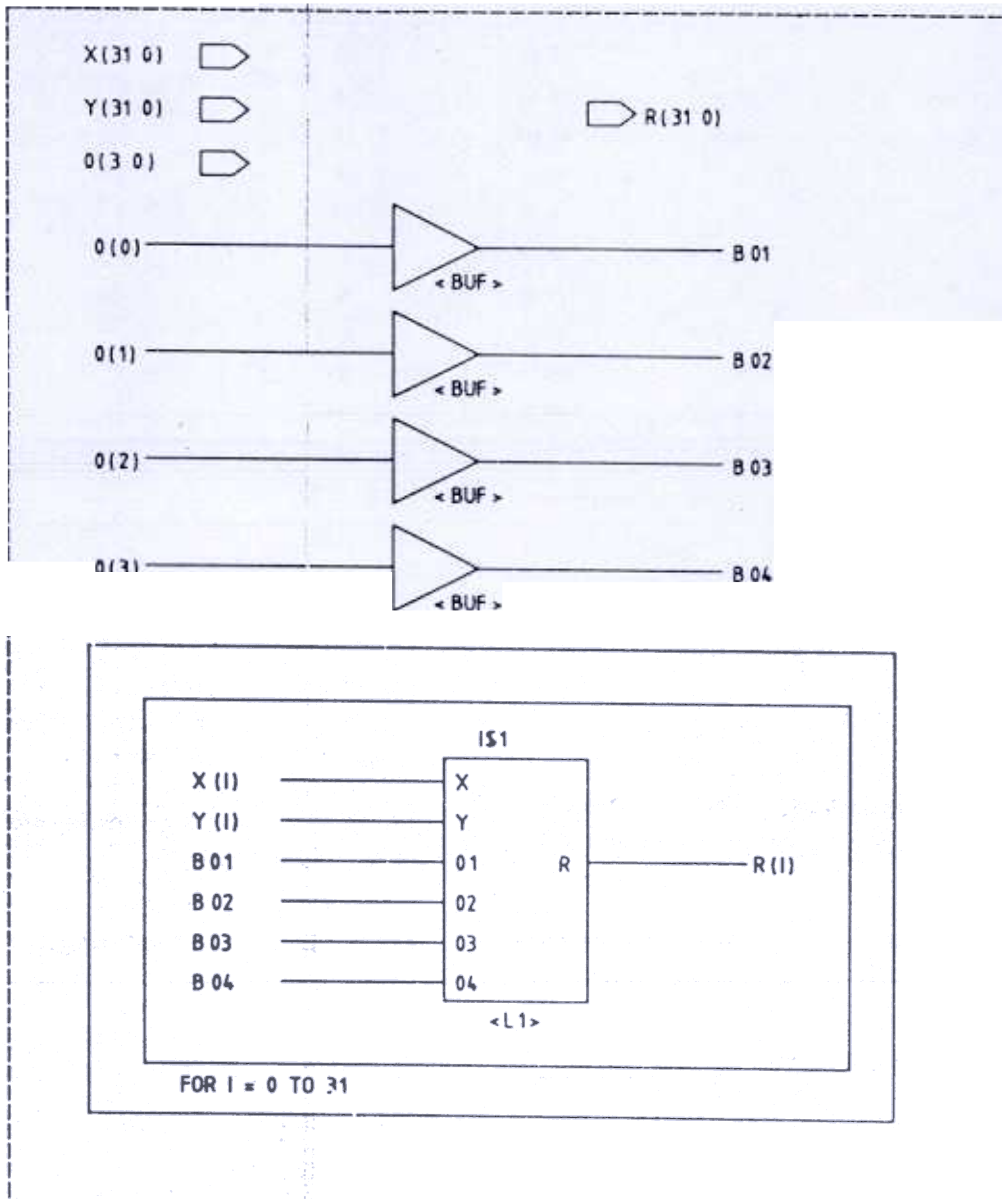 X(31 0)
Y(31 0)
R(31 0)
0(3 0)
0(0)
B 01
< BUF >
0(1)
B 02
< BUF >
0(2)
B 03
< BUF >
0(3)
B 04
< BUF >
I$1
X (I)
X
Y (I)
Y
B 01
01
R
R (I)
B 02
02
B 03
03
B 04
04
<L1>
FOR I = 0 TO 31